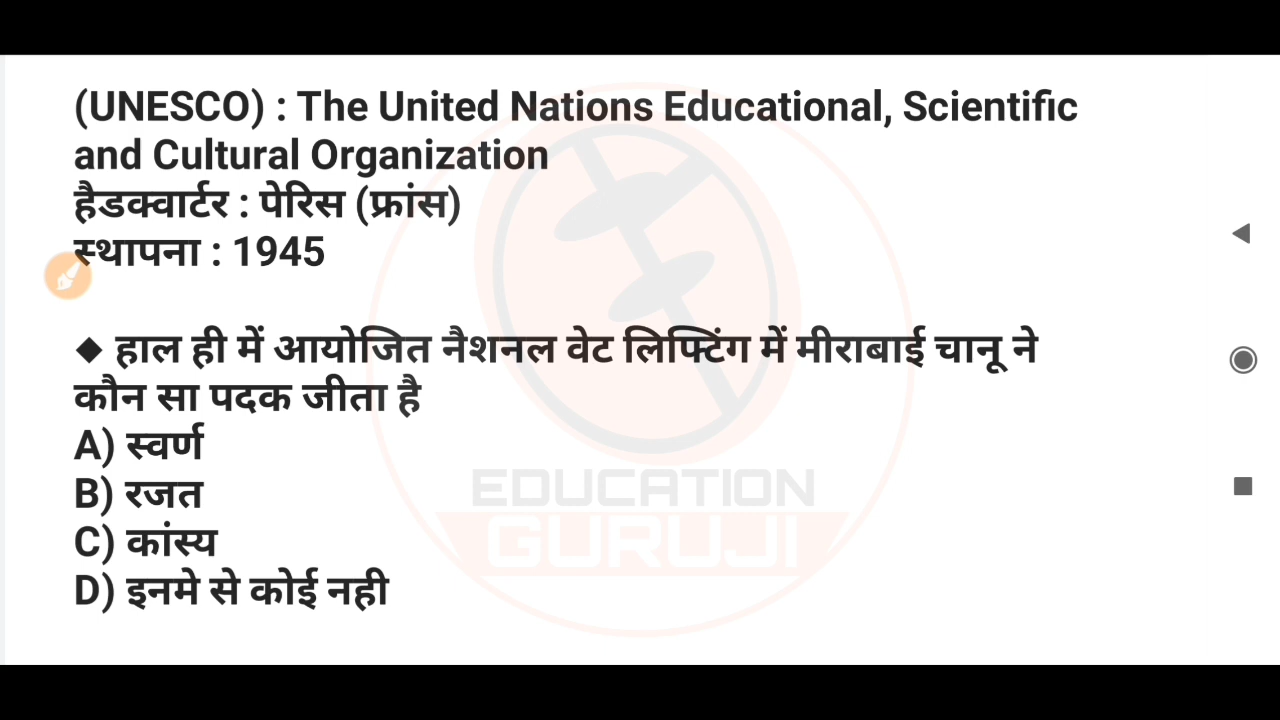 (UNESCO) : The United Nations Educational, Scientific
and Cultural Organization
हैडक्वार्टर : पेरिस (फ्रांस)
स्थापना : 1945
◆ हाल ही में आयोजित नैशनल वेट लिफ्टिंग में मीराबाई चानू ने
कौन सा पदक जीता है
A) स्वर्ण
B) रजत
C) कांस्य
D) इनमे से कोई नही
EDUCATION
GURUJI